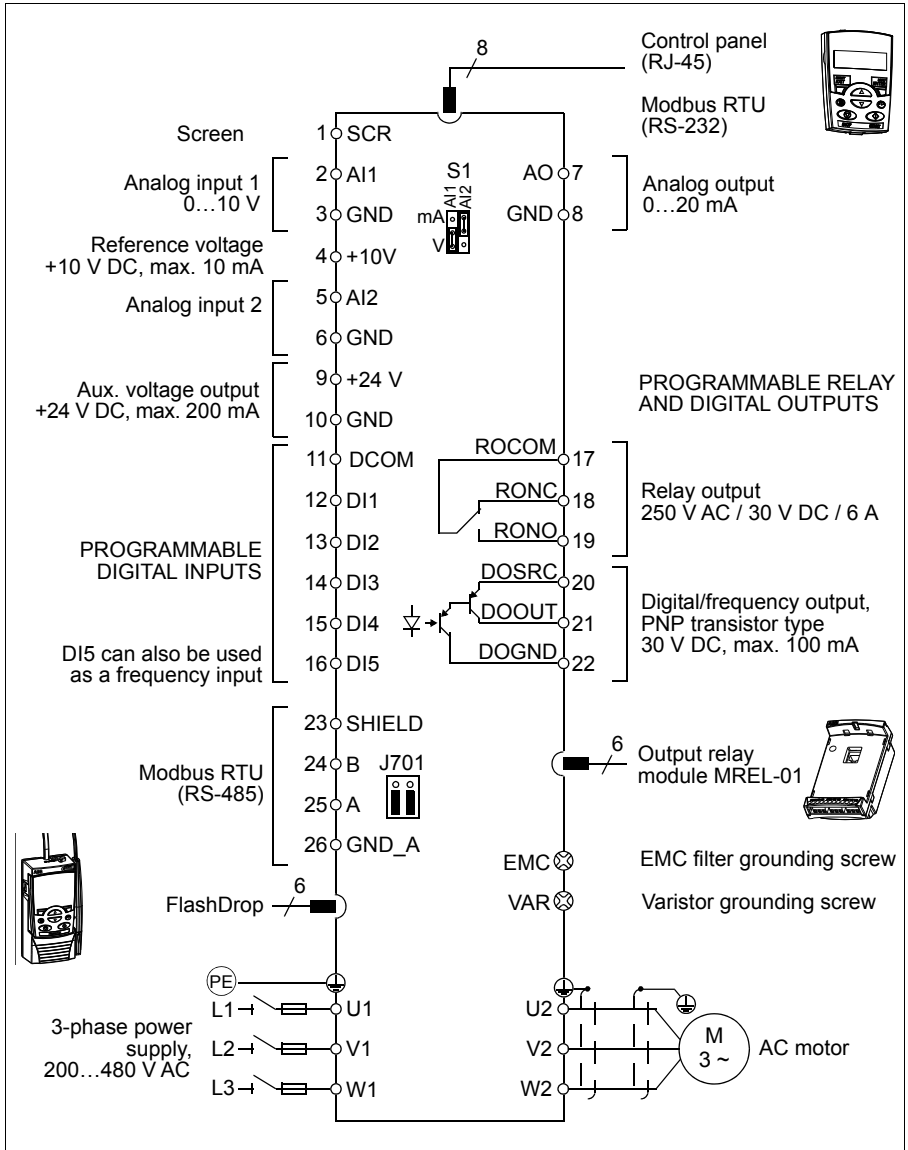 8
Control panel
(RJ-45)
Modbus RTU
(RS-232)
Screen
1 SCR
Analog input 1
0…10 V
2 AI1
3 GND
S1
AI1
AI2
mA
V
AO 7
GND 8
Analog output
0…20 mA
Reference voltage
+10 V DC, max. 10 mA
4 +10V
Analog input 2
5 AI2
6 GND
Aux. voltage output
+24 V DC, max. 200 mA
9 +24 V
10 GND
PROGRAMMABLE RELAY
AND DIGITAL OUTPUTS
11 DCOM
12 DI1
13 DI2
14 DI3
15 DI4
16 DI5
PROGRAMMABLE
DIGITAL INPUTS
DI5 can also be used
as a frequency input
ROCOM 17
RONC 18
RONO 19
Relay output
250 V AC / 30 V DC / 6 A
DOSRC 20
DOOUT 21
DOGND 22
Digital/frequency output,
PNP transistor type
30 V DC, max. 100 mA
23 SHIELD
24 B
25 A
26 GND_A
J701
Modbus RTU
(RS-485)
6
Output relay
module MREL-01
EMC
EMC filter grounding screw
VAR
Varistor grounding screw
FlashDrop
6
PE
L1
U1
L2
V1
L3
W1
3-phase power
supply,
200…480 V AC
U2
V2
W2
M
3 ~
AC motor